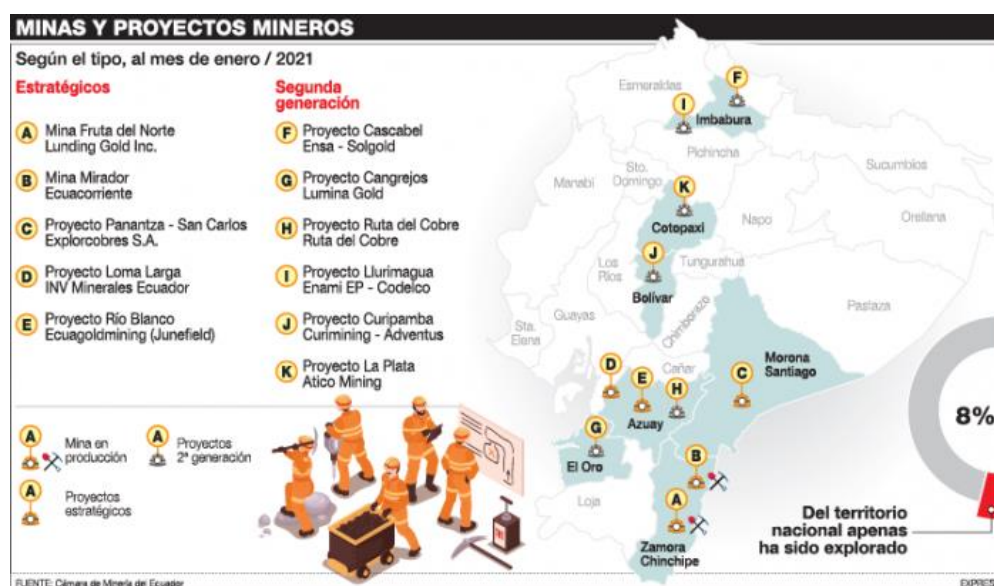 MINAS Y PROYECTOS MINEROS
Según el tipo, al mes de enero / 2021
Estratégicos
A Mina Fruta del Norte
Lunding Gold Inc.
B Mina Mirador
Ecuacorriente
C Proyecto Panantza - San Carlos
Explorcobres S.A.
D Proyecto Loma Larga
INV Minerales Ecuador
E Proyecto Río Blanco
Ecuagoldmining (Junefield)
Segunda
generación
F Proyecto Cascabel
Ensa - Solgold
G Proyecto Cangrejos
Lumina Gold
H Proyecto Ruta del Cobre
Ruta del Cobre
I Proyecto Llurimagua
Enami EP - Codelco
J Proyecto Curipamba
Curimining - Adventus
K Proyecto La Plata
Atico Mining
A Mina en
producción
A Proyectos
2ª generación
A Proyectos
estratégicos
Esmeraldas
F
I
Imbabura
Pichincha
Sto.
Domingo
Manabí
Sucumbíos
K
Cotopaxi
Napo
Orellana
J
Bolívar
Los
Ríos
Tungurahua
Guayas
Sta.
Elena
Chimborazo
Pastaza
Morona
Santiago
C
D
E
Cañar
H
Azuay
G
El Oro
B
Loja
A
Zamora
Chinchipe
8%
Del territorio
nacional apenas
ha sido explorado
FUENTE: Cámara de Minería del Ecuador
EXPRES